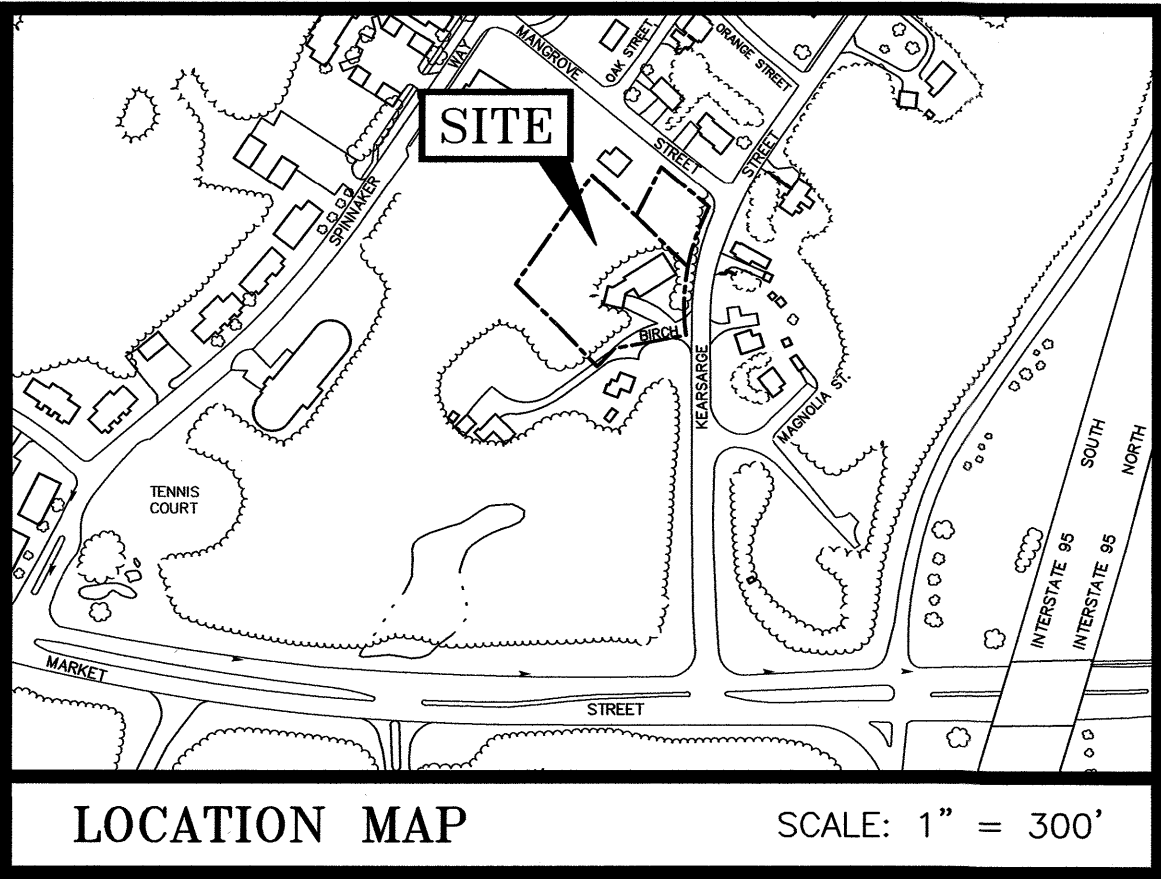 MANGROVE
STREET
OAK STREET
ORANGE STREET
WAY
SPINNAKER
SITE
STREET
KEARSARGE
BIRCH
MAGNOLIA ST.
TENNIS
COURT
SOUTH
NORTH
INTERSTATE 95
INTERSTATE 95
MARKET
STREET
LOCATION MAP
SCALE: 1" = 300'